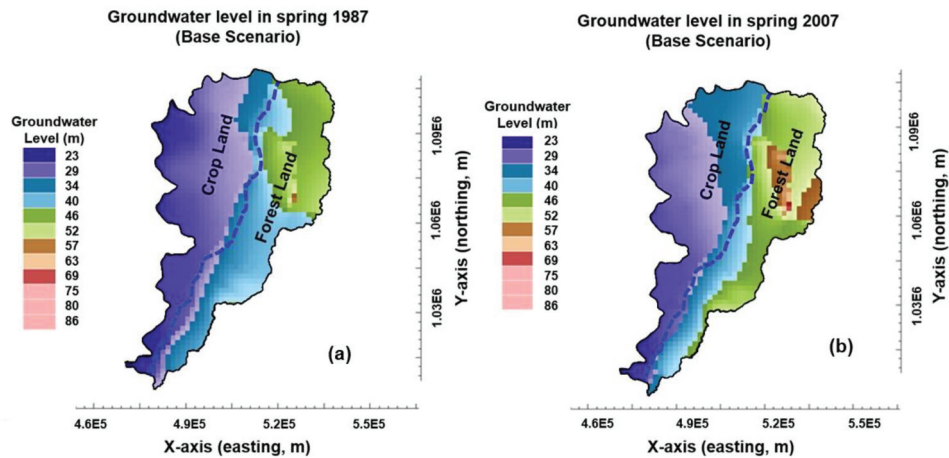 Groundwater level in spring 1987
(Base Scenario)
Groundwater
Level (m)
23
29
34
40
46
52
57
63
69
75
80
86
Crop Land
Forest Land
(a)
1.09E6
1.06E6
1.03E6
Y-axis (northing, m)
4.6E5 4.9E5 5.2E5 5.5E5
X-axis (easting, m)
Groundwater level in spring 2007
(Base Scenario)
Groundwater
Level (m)
23
29
34
40
46
52
57
63
69
75
80
86
Crop Land
Forest Land
(b)
1.09E6
1.06E6
1.03E6
Y-axis (northing, m)
4.6E5 4.9E5 5.2E5 5.5E5
X-axis (easting, m)